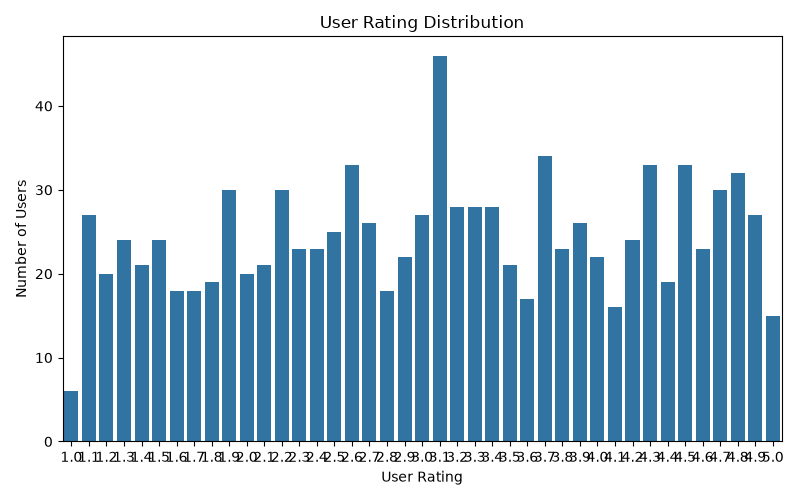 User Rating Distribution
Number of Users
40
30
20
10
0
1.0 1.1 1.2 1.3 1.4 1.5 1.6 1.7 1.8 1.9 2.0 2.1 2.2 2.3 2.4 2.5 2.6 2.7 2.8 2.9 3.0 3.1 3.2 3.3 3.4 3.5 3.6 3.7 3.8 3.9 4.0 4.1 4.2 4.3 4.4 4.5 4.6 4.7 4.8 4.9 5.0
User Rating